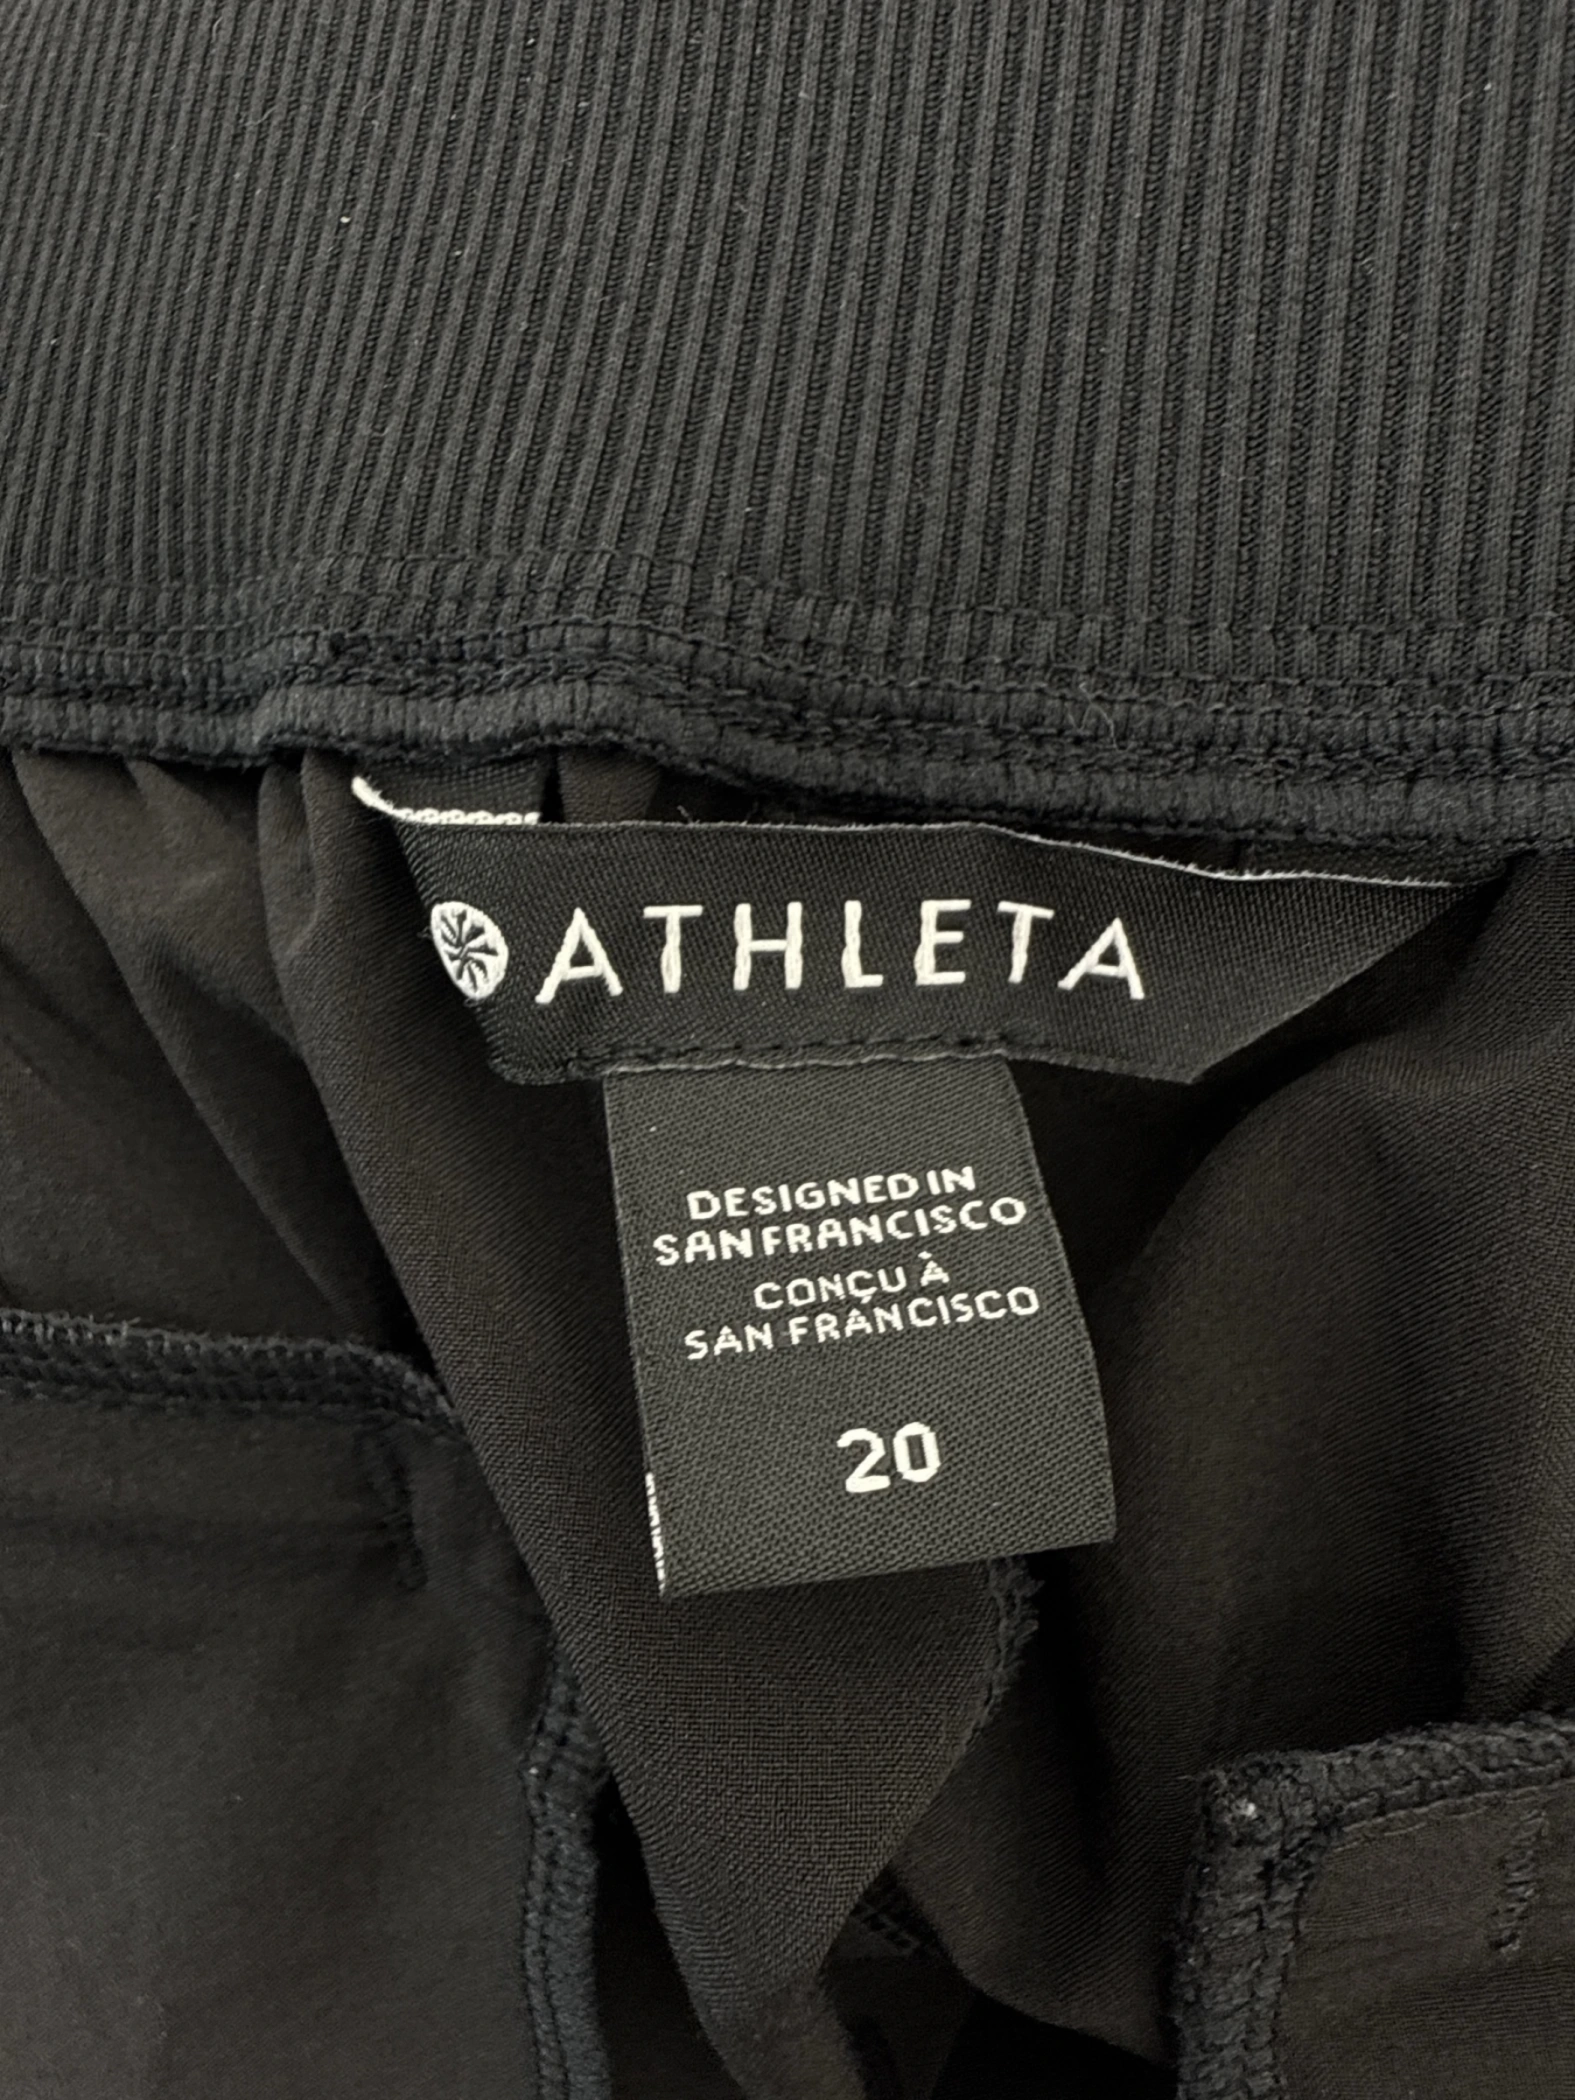 ATHLETA
DESIGNED IN
SAN FRANCISCO
CONÇU À
SAN FRANCISCO
20